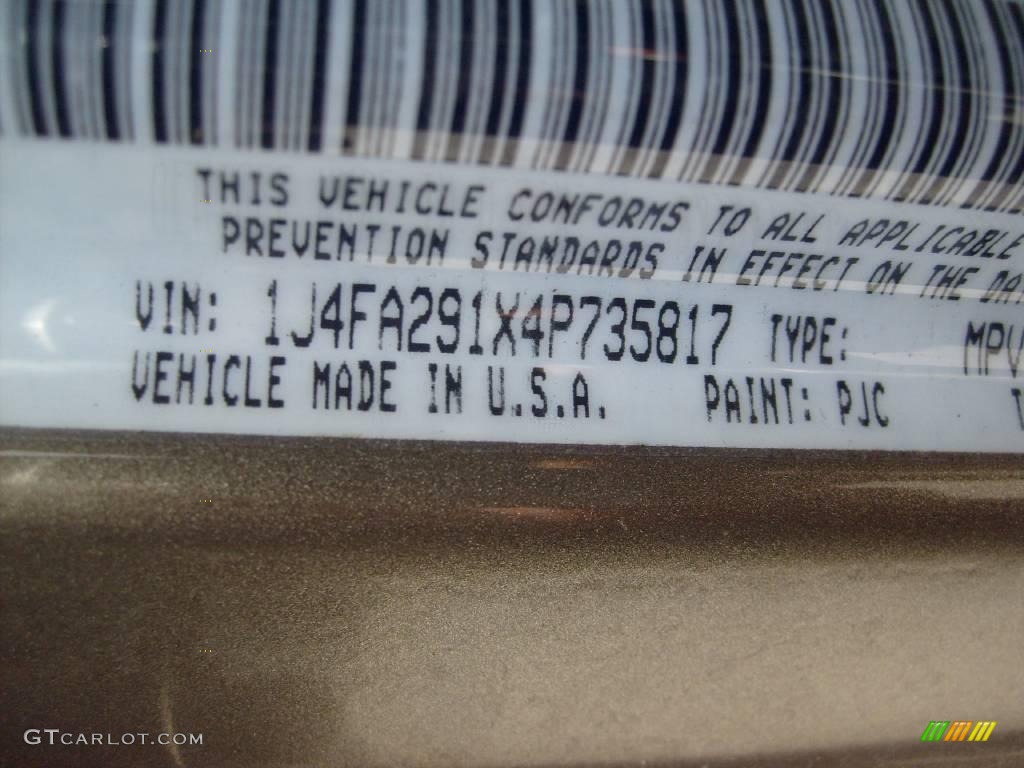 THIS VEHICLE CONFORMS TO ALL APPLICABLE
PREVENTION STANDARDS IN EFFECT ON THE
VIN: 1J4FA291X4P735817 TYPE: MPV
VEHICLE MADE IN U.S.A. PAINT: PJC
GTCARLOT.COM